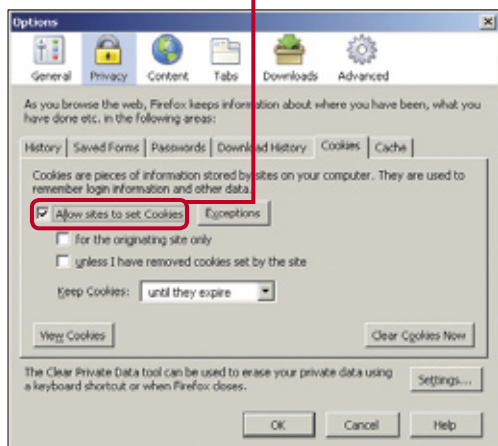 Options
General Privacy Content Tabs Downloads Advanced
As you browse the web, Firefox keeps information about where you have been, what you
have done etc. in the following areas:
History Saved Forms Passwords Download History Cookies Cache
Cookies are pieces of information stored by sites on your computer. They are used to
remember login information and other data.
Allow sites to set Cookies Exceptions
for the originating site only
unless I have removed cookies set by the site
Keep Cookies: until they expire
View Cookies Clear Cookies Now
The Clear Private Data tool can be used to erase your private data using
a keyboard shortcut or when Firefox closes.
Settings...
OK Cancel Help